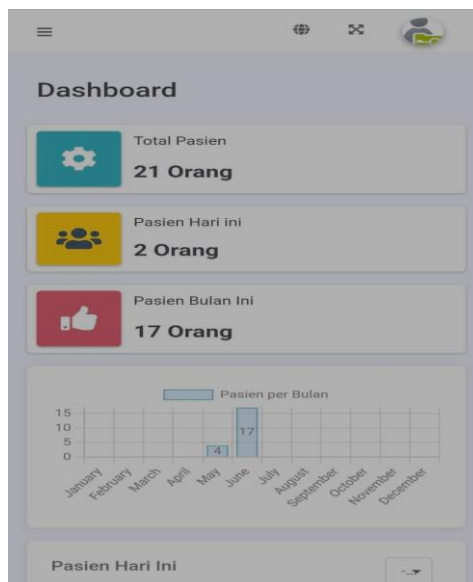 Dashboard
Total Pasien
21 Orang
Pasien Hari ini
2 Orang
Pasien Bulan Ini
17 Orang
Pasien per Bulan
15
10
5
0
4
17
January
February
March
April
May
June
July
August
September
October
November
December
Pasien Hari Ini